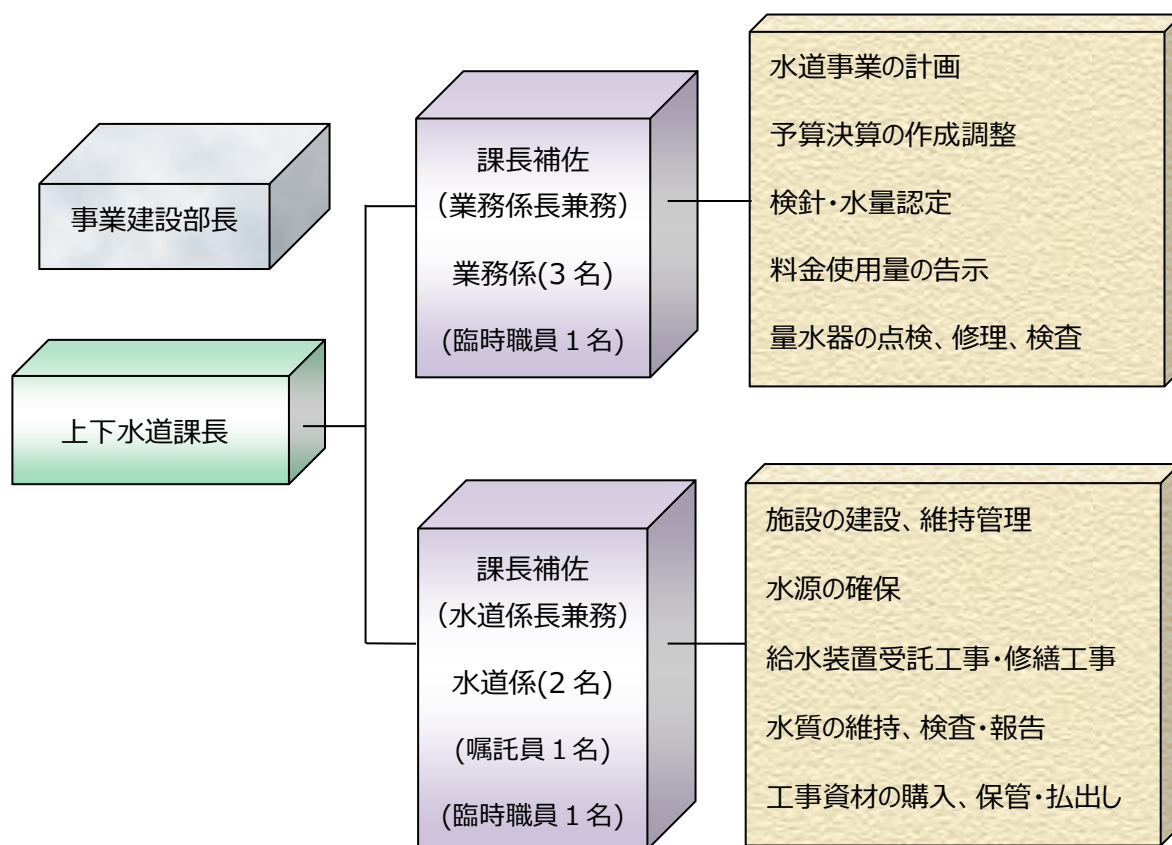 事業建設部長
上下水道課長
課長補佐
（業務係長兼務）
業務係(3名)
(臨時職員1名)
水道事業の計画
予算決算の作成調整
検針・水量認定
料金使用量の告示
量水器の点検、修理、検査
課長補佐
（水道係長兼務）
水道係(2名)
(嘱託員1名)
(臨時職員1名)
施設の建設、維持管理
水源の確保
給水装置受託工事・修繕工事
水質の維持、検査・報告
工事資材の購入、保管・払出し